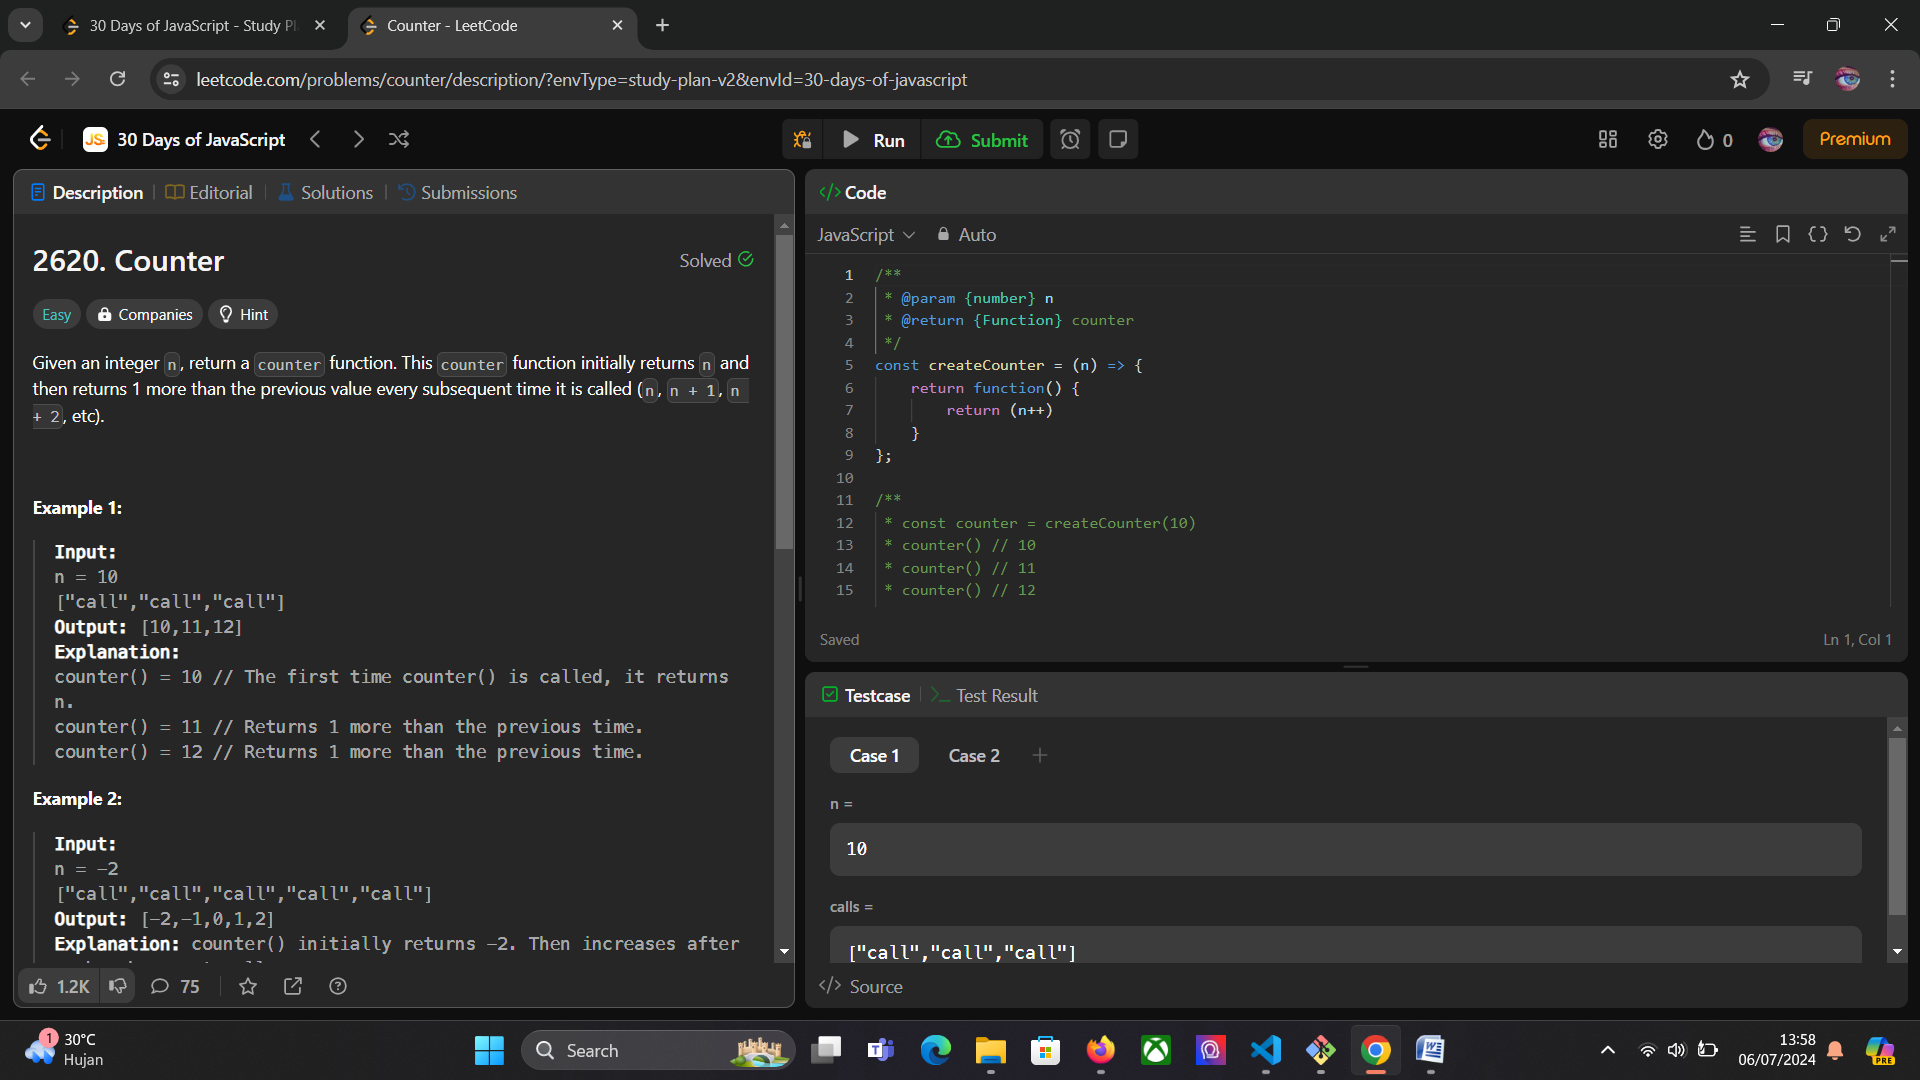 30 Days of JavaScript - Study Pl
Counter - LeetCode
leetcode.com/problems/counter/description/?envType=study-plan-v2&envId=30-days-of-javascript
JS 30 Days of JavaScript
Run
Submit
0
Premium
Description
Editorial
Solutions
Submissions
2620. Counter
Solved
Easy
Companies
Hint
Given an integer n, return a counter function. This counter function initially returns n and
then returns 1 more than the previous value every subsequent time it is called (n, n + 1, n
+ 2, etc).
Example 1:
Input:
n = 10
["call","call","call"]
Output: [10,11,12]
Explanation:
counter() = 10 // The first time counter() is called, it returns
n.
counter() = 11 // Returns 1 more than the previous time.
counter() = 12 // Returns 1 more than the previous time.
Example 2:
Input:
n = -2
["call","call","call","call","call"]
Output: [-2,-1,0,1,2]
Explanation: counter() initially returns -2. Then increases after
1.2K
75
</> Code
JavaScript
Auto
1 /**
2 * @param {number} n
3 * @return {Function} counter
4 */
5 const createCounter = (n) => {
6 return function() {
7 return (n++)
8 }
9 };
10
11 /**
12 * const counter = createCounter(10)
13 * counter() // 10
14 * counter() // 11
15 * counter() // 12
Saved
Ln 1, Col 1
Testcase
Test Result
Case 1
Case 2
n =
10
calls =
["call","call","call"]
</> Source
1
30°C
Hujan
Search
13:58
06/07/2024
PRE